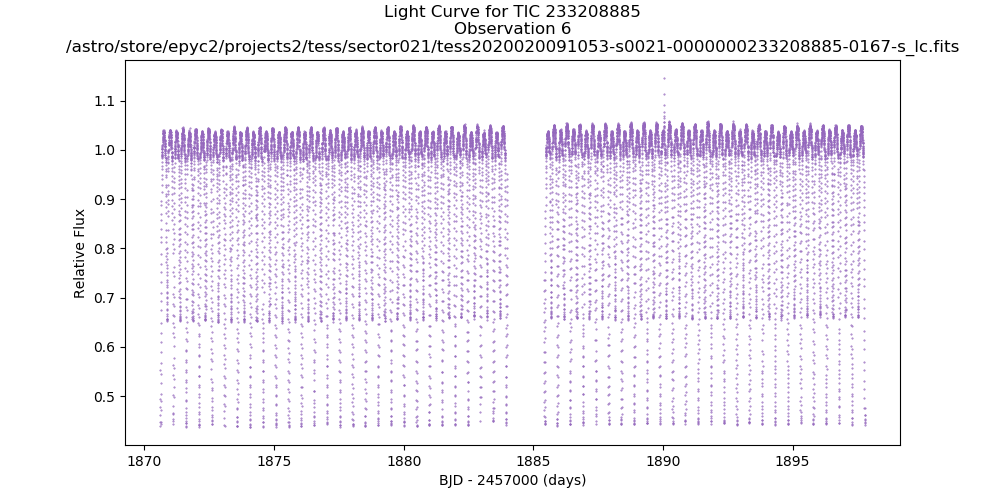 Light Curve for TIC 233208885
Observation 6
/astro/store/epyc2/projects2/tess/sector021/tess2020020091053-s0021-0000000233208885-0167-s_lc.fits
1.1
1.0
0.9
0.8
0.7
0.6
0.5
Relative Flux
1870
1875
1880
1885
1890
1895
BJD - 2457000 (days)